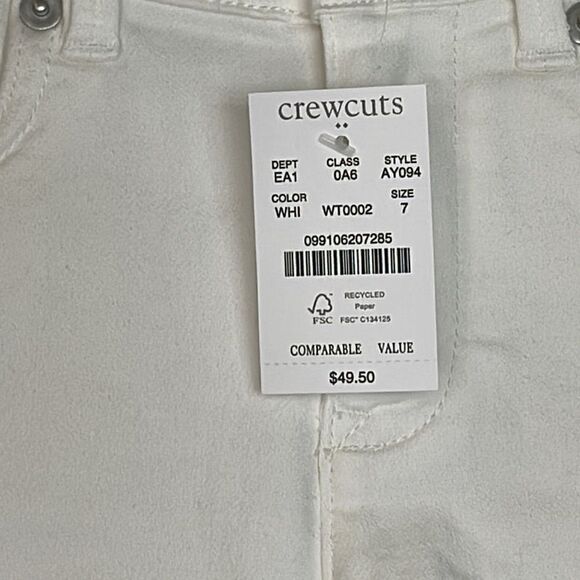 crewcuts
DEPT CLASS STYLE
EA1 0A6 AY094
COLOR SIZE
WHI WT0002 7
099106207285
RECYCLED
Paper
FSC FSC® C134125
COMPARABLE VALUE
$49.50